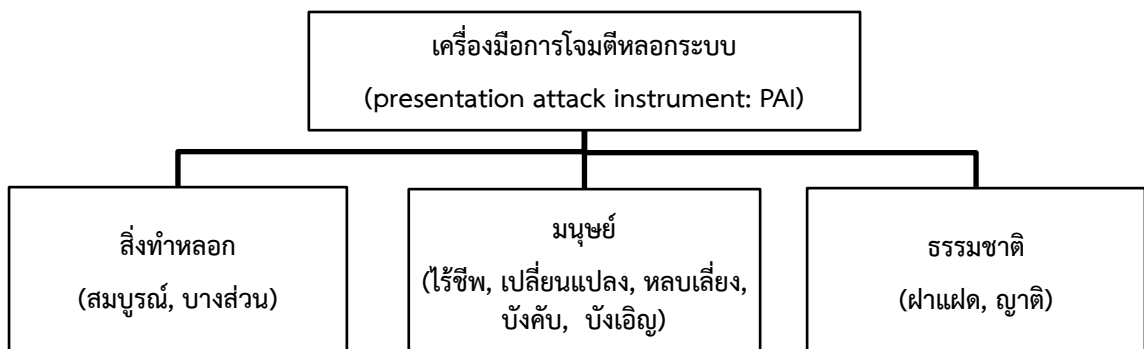 เครื่องมือการโจมตีหลอกระบบ
(presentation attack instrument: PAI)
สิ่งทำหลอก
(สมบูรณ์, บางส่วน)
มนุษย์
(ไร้ชีพ, เปลี่ยนแปลง, หลบเลี่ยง,
บังคับ, บังเอิญ)
ธรรมชาติ
(ฝาแฝด, ญาติ)